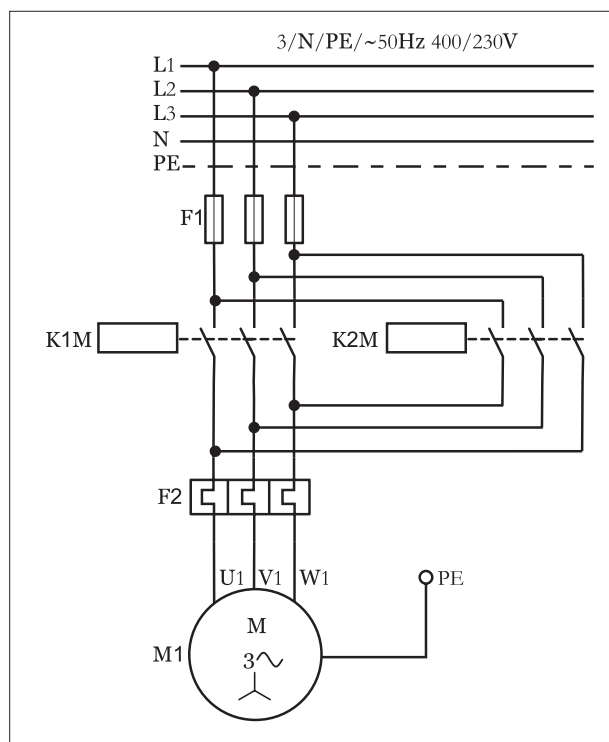 3/N/PE/~50Hz 400/230V
L1
L2
L3
N
PE
F1
K1M
K2M
F2
U1 V1 W1
PE
M1
M
3~